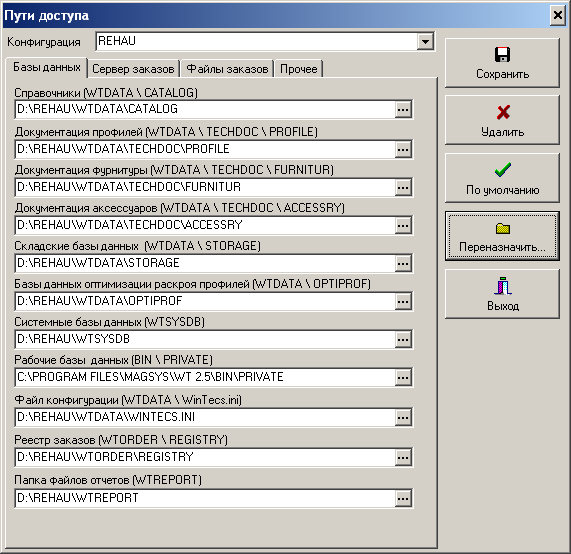 Пути доступа
Конфигурация REHAU
Базы данных Сервер заказов Файлы заказов Прочее
Справочники (WTDATA \ CATALOG)
D:\REHAU\WTDATA\CATALOG ...
Документация профилей (WTDATA \ TECHDOC \ PROFILE)
D:\REHAU\WTDATA\TECHDOC\PROFILE ...
Документация фурнитуры (WTDATA \ TECHDOC \ FURNITUR)
D:\REHAU\WTDATA\TECHDOC\FURNITUR ...
Документация аксессуаров (WTDATA \ TECHDOC \ ACCESSRY)
D:\REHAU\WTDATA\TECHDOC\ACCESSRY ...
Складские базы данных (WTDATA \ STORAGE)
D:\REHAU\WTDATA\STORAGE ...
Базы данных оптимизации раскроя профилей (WTDATA \ OPTIPROF)
D:\REHAU\WTDATA\OPTIPROF ...
Системные базы данных (WTSYSDB)
D:\REHAU\WTSYSDB ...
Рабочие базы данных (BIN \ PRIVATE)
C:\PROGRAM FILES\MAGSYS\WT 2.5\BIN\PRIVATE ...
Файл конфигурации (WTDATA \ WinTecs.ini)
D:\REHAU\WTDATA\WINTECS.INI ...
Реестр заказов (WTORDER \ REGISTRY)
D:\REHAU\WTORDER\REGISTRY ...
Папка файлов отчетов (WTREPORT)
D:\REHAU\WTREPORT ...
Сохранить
Удалить
По умолчанию
Переназначить...
Выход